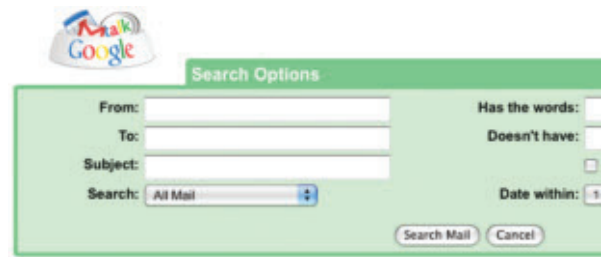 Google
Search Options
From:
Has the words:
To:
Doesn't have:
Subject:
Search: All Mail
Date within: 1
Search Mail Cancel